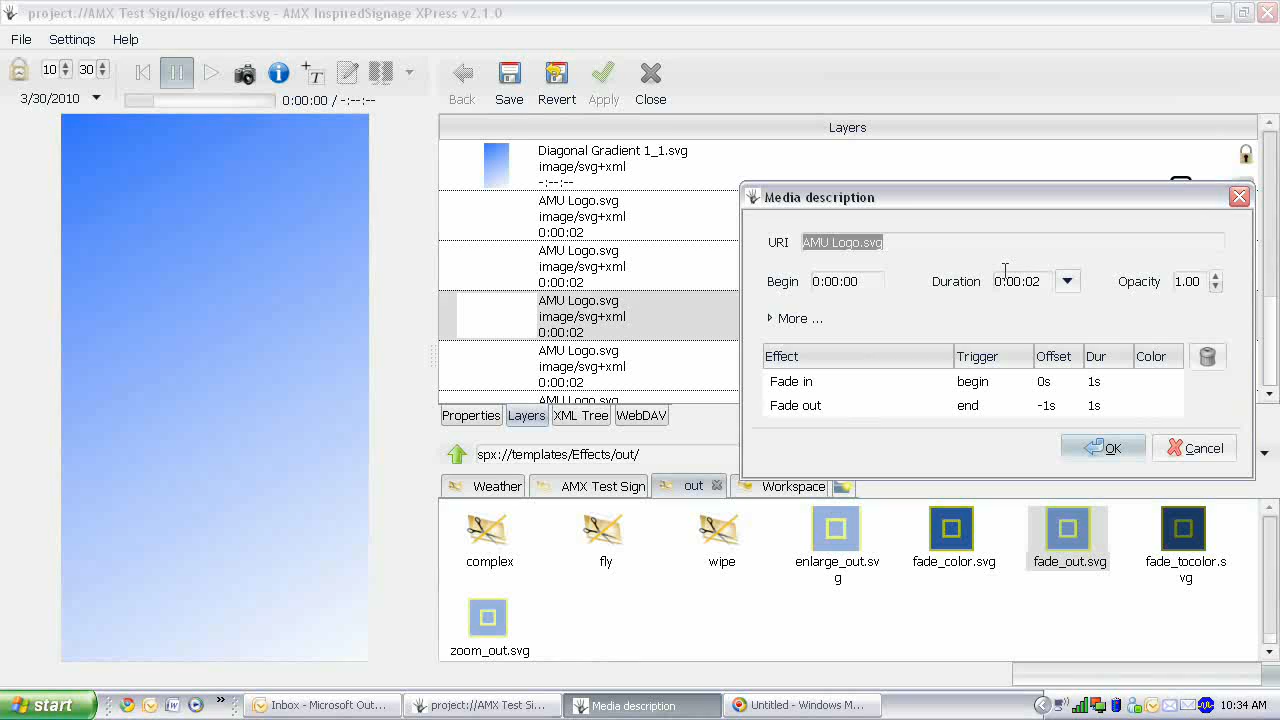 project://AMX Test Sign/logo effect.svg - AMX InspiredSignage XPress v2.1.0
File Settings Help
10 30
3/30/2010
0:00:00 / -:--:--
Back Save Revert Apply Close
Layers
Diagonal Gradient 1_1.svg
image/svg+xml
-:--:--
AMU Logo.svg
image/svg+xml
0:00:02
AMU Logo.svg
image/svg+xml
0:00:02
AMU Logo.svg
image/svg+xml
0:00:02
AMU Logo.svg
image/svg+xml
0:00:02
AMU Logo.svg
Media description
URI AMU Logo.svg
Begin 0:00:00 Duration 0:00:02 Opacity 1.00
More ...
Effect Trigger Offset Dur Color
Fade in begin 0s 1s
Fade out end -1s 1s
OK Cancel
Properties Layers XML Tree WebDAV
spx://templates/Effects/out/
Weather AMX Test Sign out Workspace
complex fly wipe enlarge_out.sv
g fade_color.svg fade_out.svg fade_tocolor.s
vg
zoom_out.svg
start » Inbox - Microsoft Out... project://AMX Te S!... Media description Untitled - Windows M... 10:34 AM